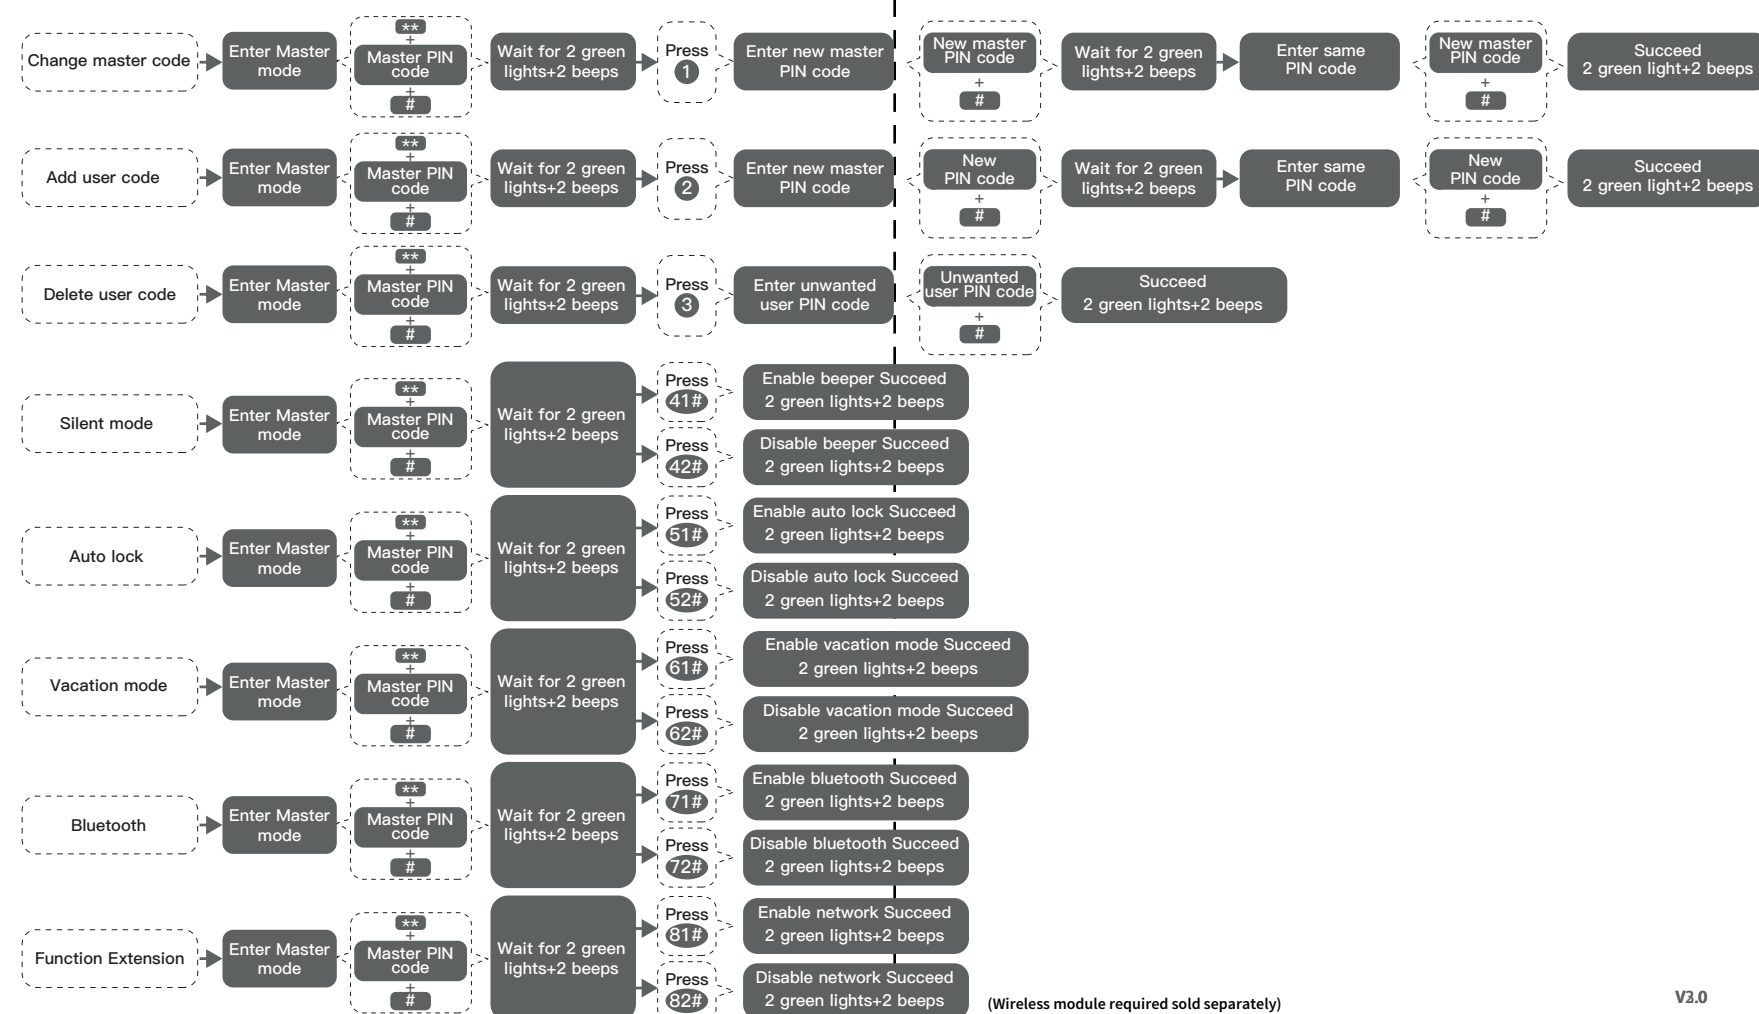 Change master code
Enter Master
mode
**
+
Master PIN
code
+
#
Wait for 2 green
lights+2 beeps
Press
1
Enter new master
PIN code
New master
PIN code
+
#
Wait for 2 green
lights+2 beeps
Enter same
PIN code
New master
PIN code
+
#
Succeed
2 green light+2 beeps
Add user code
Enter Master
mode
**
+
Master PIN
code
+
#
Wait for 2 green
lights+2 beeps
Press
2
Enter new master
PIN code
New
PIN code
+
#
Wait for 2 green
lights+2 beeps
Enter same
PIN code
New
PIN code
+
#
Succeed
2 green light+2 beeps
Delete user code
Enter Master
mode
**
+
Master PIN
code
+
#
Wait for 2 green
lights+2 beeps
Press
3
Enter unwanted
user PIN code
Unwanted
user PIN code
+
#
Succeed
2 green lights+2 beeps
Silent mode
Enter Master
mode
**
+
Master PIN
code
+
#
Wait for 2 green
lights+2 beeps
Press
41#
Enable beeper Succeed
2 green lights+2 beeps
Press
42#
Disable beeper Succeed
2 green lights+2 beeps
Auto lock
Enter Master
mode
**
+
Master PIN
code
+
#
Wait for 2 green
lights+2 beeps
Press
51#
Enable auto lock Succeed
2 green lights+2 beeps
Press
52#
Disable auto lock Succeed
2 green lights+2 beeps
Vacation mode
Enter Master
mode
**
+
Master PIN
code
+
#
Wait for 2 green
lights+2 beeps
Press
61#
Enable vacation mode Succeed
2 green lights+2 beeps
Press
62#
Disable vacation mode Succeed
2 green lights+2 beeps
Bluetooth
Enter Master
mode
**
+
Master PIN
code
+
#
Wait for 2 green
lights+2 beeps
Press
71#
Enable bluetooth Succeed
2 green lights+2 beeps
Press
72#
Disable bluetooth Succeed
2 green lights+2 beeps
Function Extension
Enter Master
mode
**
+
Master PIN
code
+
#
Wait for 2 green
lights+2 beeps
Press
81#
Enable network Succeed
2 green lights+2 beeps
Press
82#
Disable network Succeed
2 green lights+2 beeps
(Wireless module required sold separately)